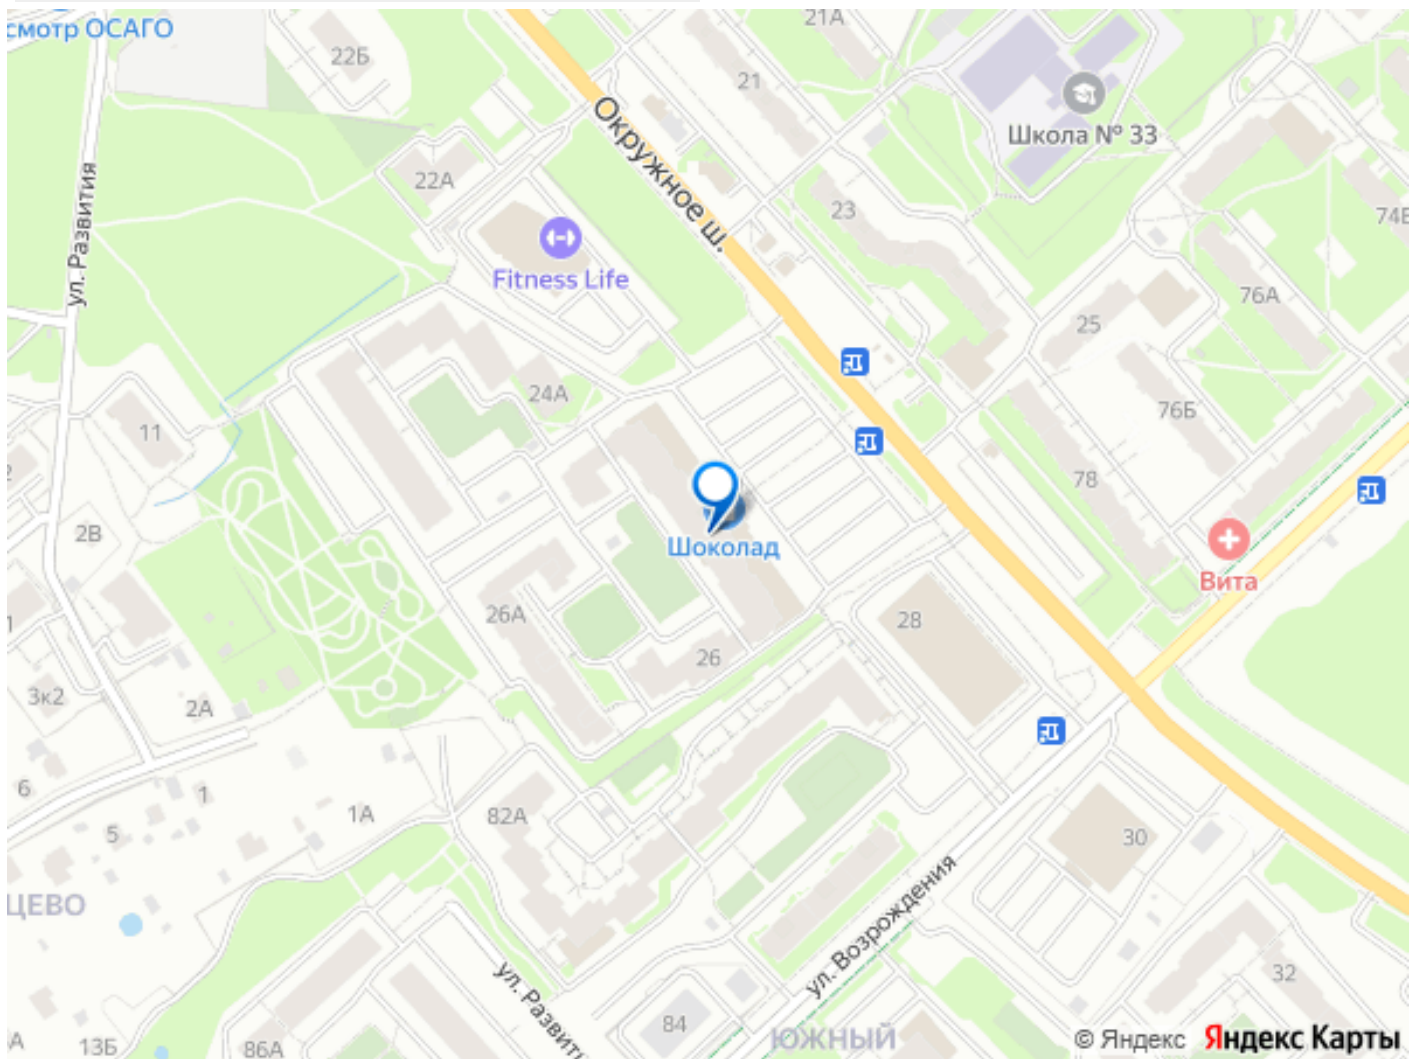 смотр ОСАГО
22Б
21А
21
Школа № 33
Окружное ш.
22А
ул. Развития
23
74Б
Fitness Life
76А
25
24А
76Б
11
78
2В
Шоколад
Вита
26А
28
26
3к2
2А
6
1
1А
82А
5
30
ЦЕВО
ул. Возрождения
ул. Развити
32
84
ЮЖНЫЙ
13Б
86А
© Яндекс Яндекс Карты